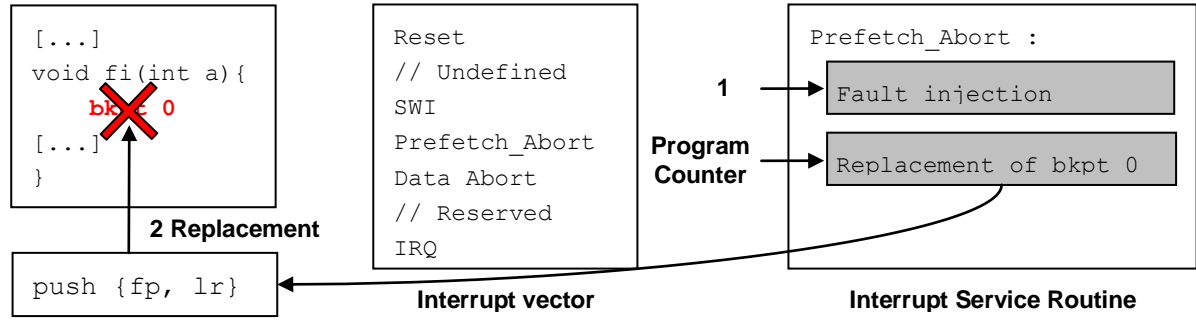 [...]
void fi(int a){
bkpt 0
[...]
}
2 Replacement
push {fp, lr}
Reset
// Undefined
SWI
Prefetch_Abort
Data Abort
// Reserved
IRQ
Interrupt vector
1
Program
Counter
Prefetch_Abort :
Fault injection
Replacement of bkpt 0
Interrupt Service Routine